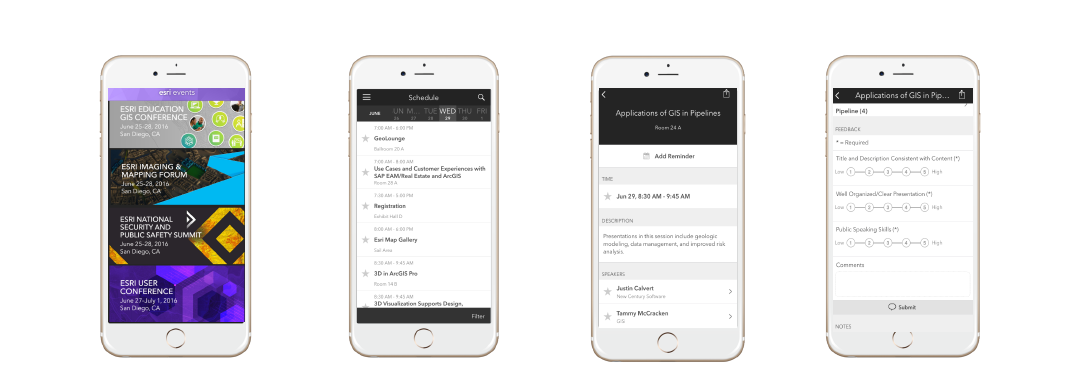 esri events
ESRI EDUCATION
GIS CONFERENCE
June 25-28, 2016
San Diego, CA
ESRI IMAGING &
MAPPING FORUM
June 25-28, 2016
San Diego, CA
ESRI NATIONAL
SECURITY AND
PUBLIC SAFETY SUMMIT
June 25-28, 2016
San Diego, CA
ESRI USER
CONFERENCE
June 27-July 1, 2016
San Diego, CA
Schedule
JUNE UN M... TUE WED THU FRI
26 27 28 29 30 1
7:00 AM - 6:00 PM
GeoLounge
Ballroom 20 A
7:00 AM - 8:00 AM
Use Cases and Customer Experiences with
SAP EAM/Real Estate and ArcGIS
Room 23 A
7:30 AM - 6:00 PM
Registration
Exhibit Hall D
8:00 AM - 6:00 PM
Esri Map Gallery
Sail Area
8:30 AM - 9:45 AM
3D in ArcGIS Pro
Room 14 B
8:30 AM - 9:45 AM
3D Visualization Supports Design,
Filter
Applications of GIS in Pipelines
Room 24 A
Add Reminder
TIME
Jun 29, 8:30 AM - 9:45 AM
DESCRIPTION
Presentations in this session include geologic
modeling, data management, and improved risk
analysis.
SPEAKERS
Justin Calvert
New Century Software
Tammy McCracken
GIS
Applications of GIS in Pip...
Pipeline (4)
FEEDBACK
* = Required
Title and Description Consistent with Content (*)
Low 1 2 3 4 5 High
Well Organized/Clear Presentation (*)
Low 1 2 3 4 5 High
Public Speaking Skills (*)
Low 1 2 3 4 5 High
Comments
Submit
NOTES